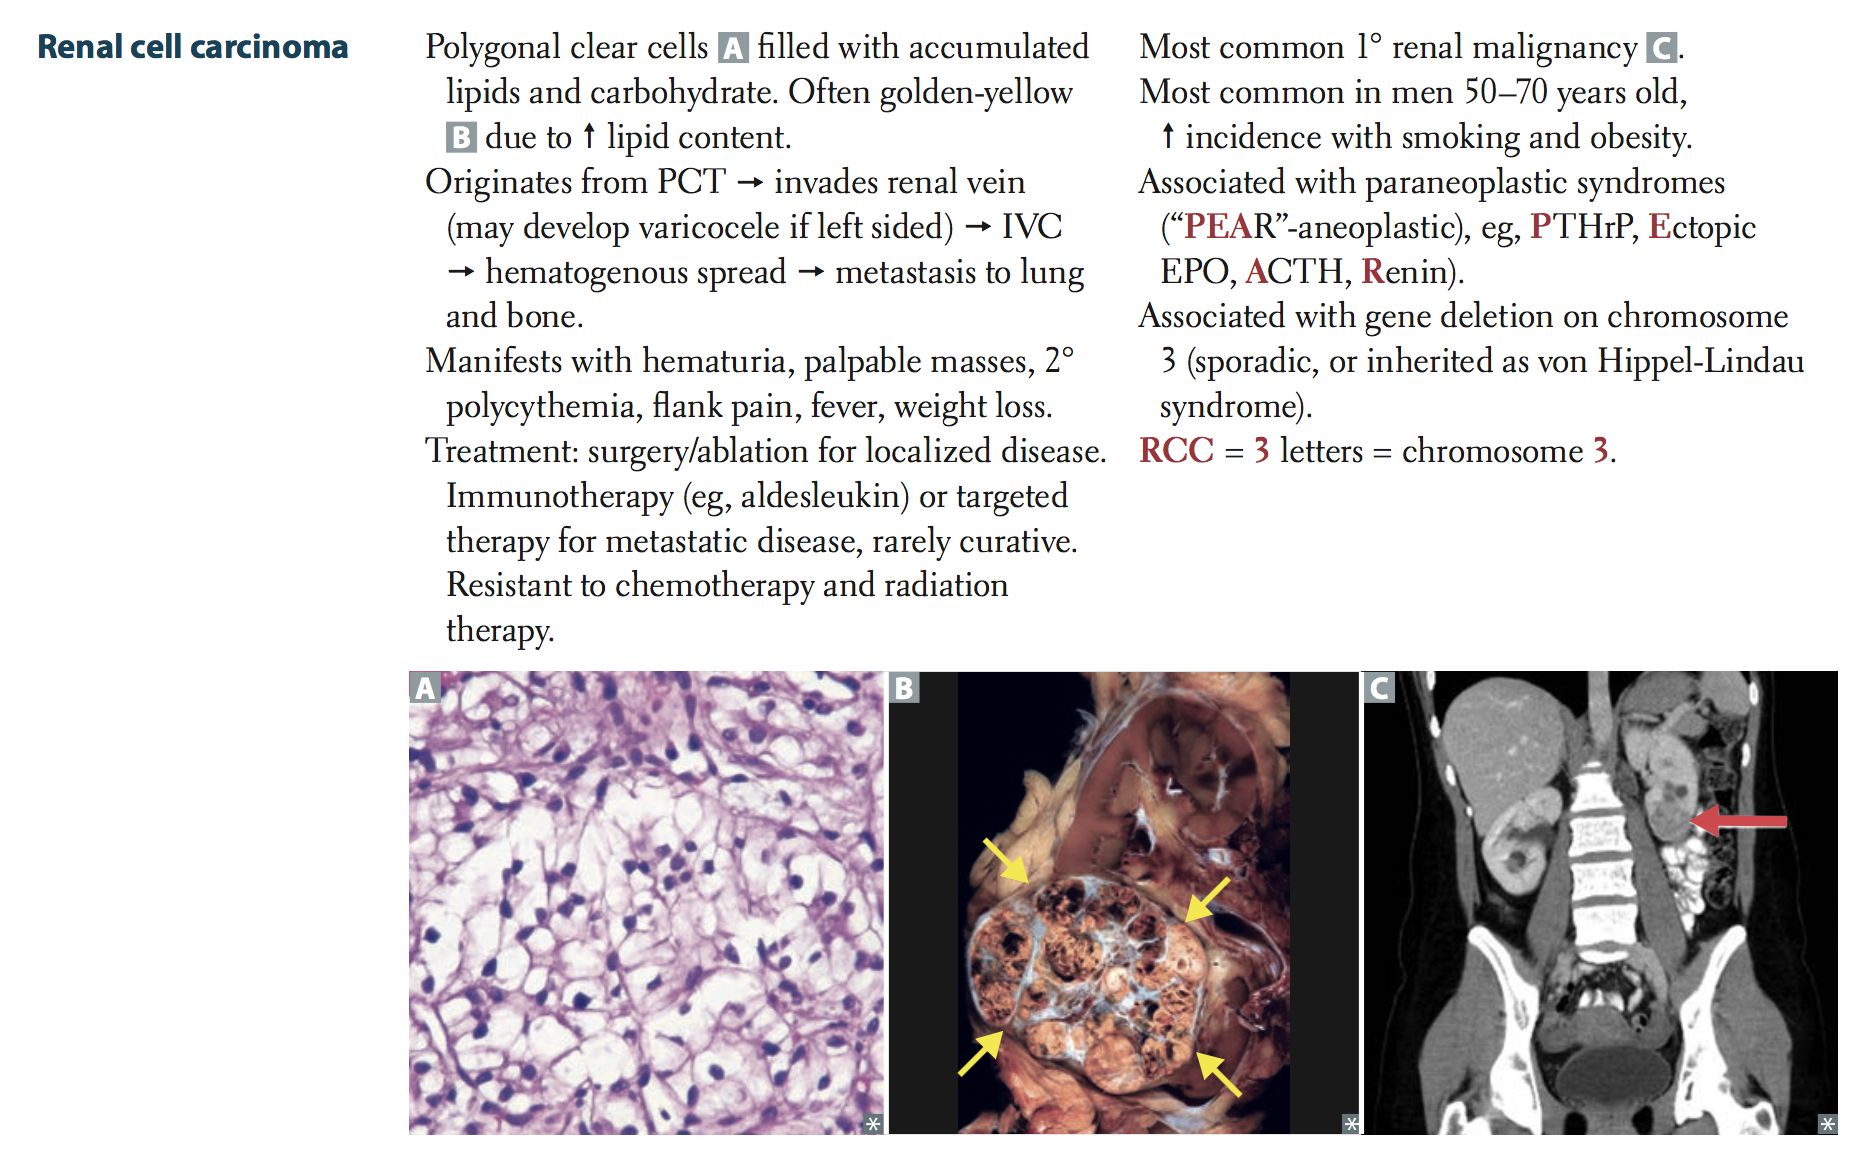 Renal cell carcinoma
Polygonal clear cells A filled with accumulated
lipids and carbohydrate. Often golden-yellow
B due to ↑ lipid content.
Originates from PCT → invades renal vein
(may develop varicocele if left sided) → IVC
→ hematogenous spread → metastasis to lung
and bone.
Manifests with hematuria, palpable masses, 2°
polycythemia, flank pain, fever, weight loss.
Treatment: surgery/ablation for localized disease.
Immunotherapy (eg, aldesleukin) or targeted
therapy for metastatic disease, rarely curative.
Resistant to chemotherapy and radiation
therapy.
Most common 1° renal malignancy C.
Most common in men 50–70 years old,
↑ incidence with smoking and obesity.
Associated with paraneoplastic syndromes
(“PEAR”-aneoplastic), eg, PTHrP, Ectopic
EPO, ACTH, Renin).
Associated with gene deletion on chromosome
3 (sporadic, or inherited as von Hippel-Lindau
syndrome).
RCC = 3 letters = chromosome 3.
A
B
C
*
*
*